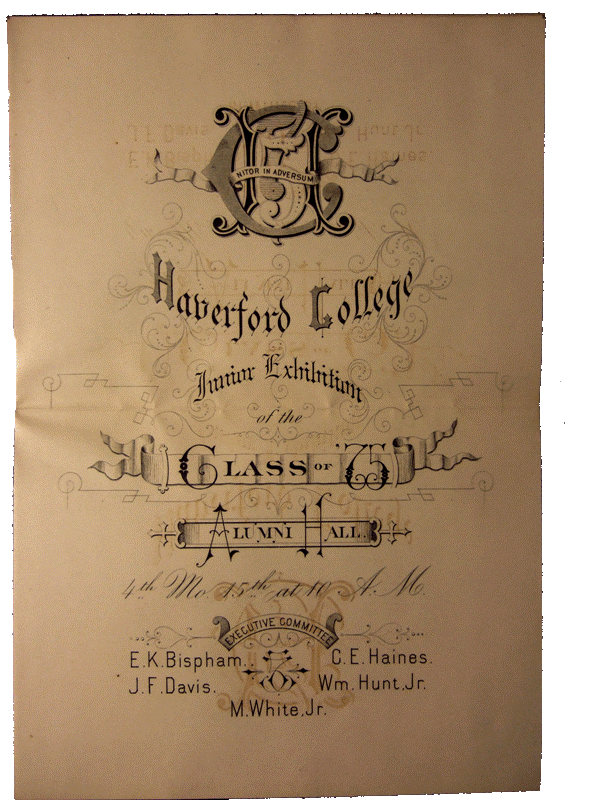 NITOR IN ADVERSUM
Haverford College
Junior Exhibition
of the
CLASS OF '75
ALUMNI HALL.
4th Mo. 15th, at 10 A.M.
EXECUTIVE COMMITTEE
E.K.Bispham. C.E.Haines.
J.F.Davis. Wm.Hunt.Jr.
M.White.Jr.